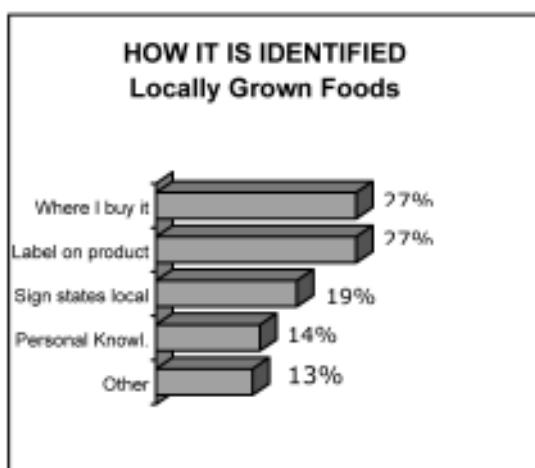 HOW IT IS IDENTIFIED
Locally Grown Foods
Where I buy it 27%
Label on product 27%
Sign states local 19%
Personal Knowl. 14%
Other 13%